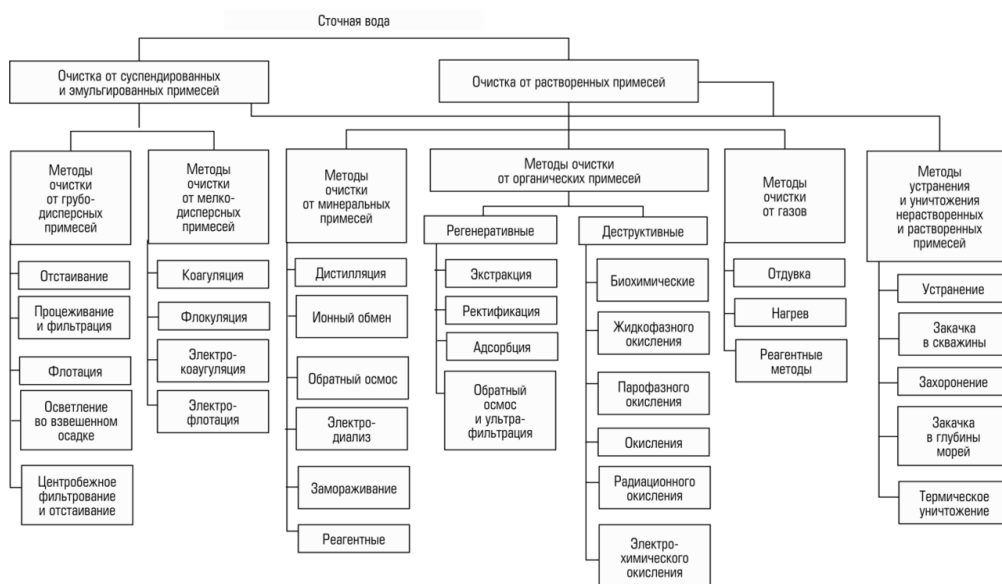 Сточная вода
Очистка от суспендированных
и эмульгированных примесей
Очистка от растворенных примесей
Методы
очистки
от грубо-
дисперсных
примесей
Отстаивание
Процеживание
и фильтрация
Флотация
Осветление
во взвешенном
осадке
Центробежное
фильтрование
и отстаивание
Методы
очистки
от мелко-
дисперсных
примесей
Коагуляция
Флокуляция
Электро-
коаугуляция
Электро-
флотация
Методы
очистки
от минеральных
примесей
Дистилляция
Ионный обмен
Обратный осмос
Электро-
диализ
Замораживание
Реагентные
Методы очистки
от органических примесей
Регенеративные
Экстракция
Ректификация
Адсорбция
Обратный
осмос
и ультра-
фильтрация
Деструктивные
Биохимические
Жидкофазного
окисления
Парофазного
окисления
Окисления
Радиационного
окисления
Электро-
химического
окисления
Методы
очистки
от газов
Отдувка
Нагрев
Реагентные
методы
Методы
устранения
и уничтожения
нерастворенных
и растворенных
примесей
Устранение
Закачка
в скважины
Захоронение
Закачка
в глубины
морей
Термическое
уничтожение